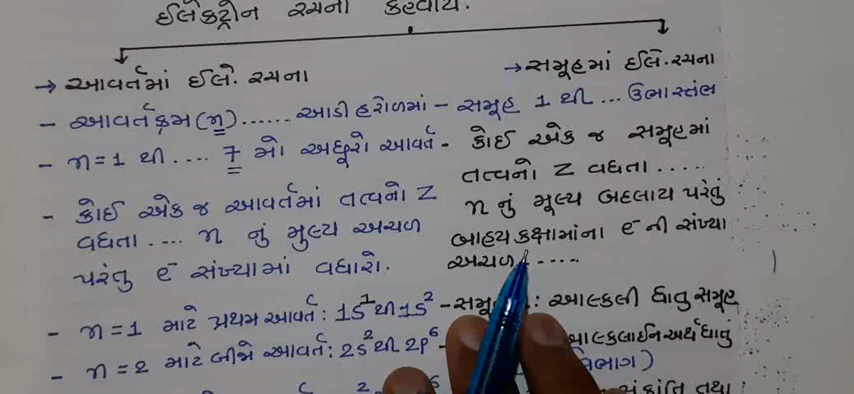 ઈલેકટ્રોન રચના કહેવાય.
→ આવર્તમાં ઈલે. રચના
- આવર્તક્રમ (n) ...... આડી હરોળમાં
- n = 1 થી .... 7 મો અધૂરો આવર્ત
- કોઈ એક જ આવર્તમાં તત્વનો Z
વધતા .... n નું મુલ્ય અચળ
પરંતુ e⁻ સંખ્યામાં વધારો.
- n = 1 માટે પ્રથમ આવર્ત : 1s¹ થી 1s²
- n = 2 માટે બીજો આવર્ત : 2s² થી 2p⁶
→ સમૂહમાં ઈલે. રચના
- સમૂહ 1 થી ... ઉભા સ્તંભ
- કોઈ એક જ સમૂહમાં
તત્વનો Z વધતા .....
n નું મૂલ્ય બદલાય પરંતુ
બાહય કક્ષામાંના e⁻ ની સંખ્યા
અચળ .....
- : આલ્કલી ધાતુ સમૂહ
- આલ્કલાઈન અર્થ ધાતુ
વિભાગ)
સંક્રાંતિ તથા